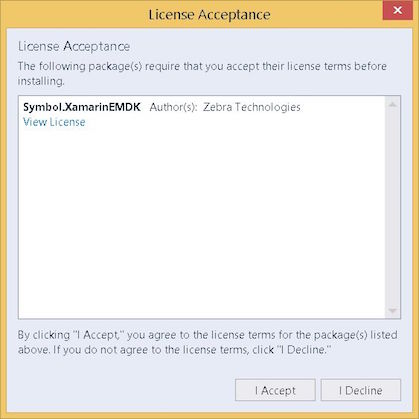 License Acceptance
License Acceptance
The following package(s) require that you accept their license terms before
installing.
Symbol.XamarinEMDK Author(s): Zebra Technologies
View License
By clicking "I Accept," you agree to the license terms for the package(s) listed
above. If you do not agree to the license terms, click "I Decline."
I Accept I Decline